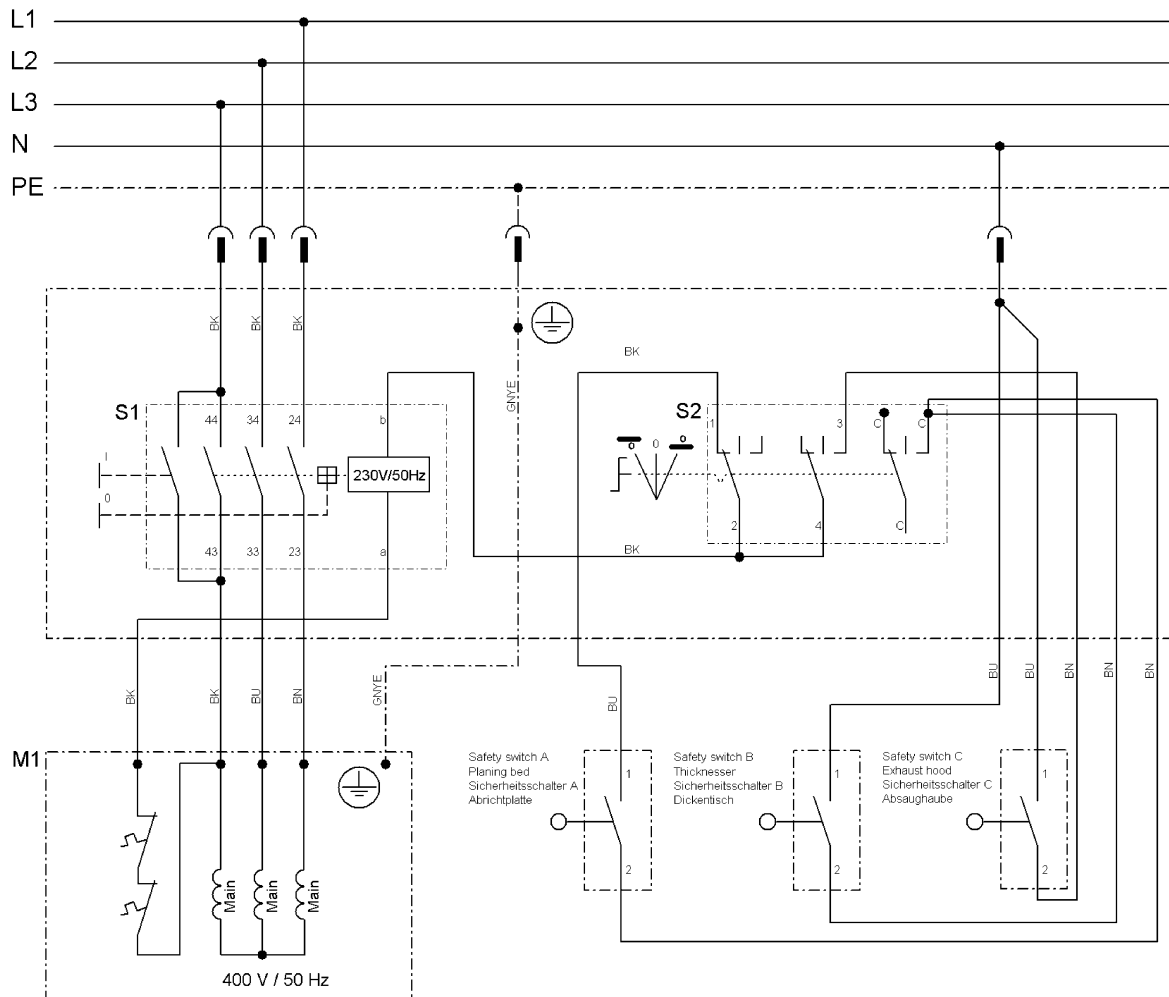 L1
L2
L3
N
PE
BK
BK
BK
GNYE
BK
S1
44
34
24
b
S2
1
3
C
C
I
0
230V/50Hz
0
0
0
43
33
23
a
2
4
C
BK
BK
BK
BU
BN
GNYE
BU
BU
BU
BN
BN
BN
M1
Safety switch A
Planing bed
Sicherheitsschalter A
Abrichtplatte
1
2
Safety switch B
Thicknesser
Sicherheitsschalter B
Dickentisch
1
2
Safety switch C
Exhaust hood
Sicherheitsschalter C
Absaughaube
1
2
Main
Main
Main
400 V / 50 Hz